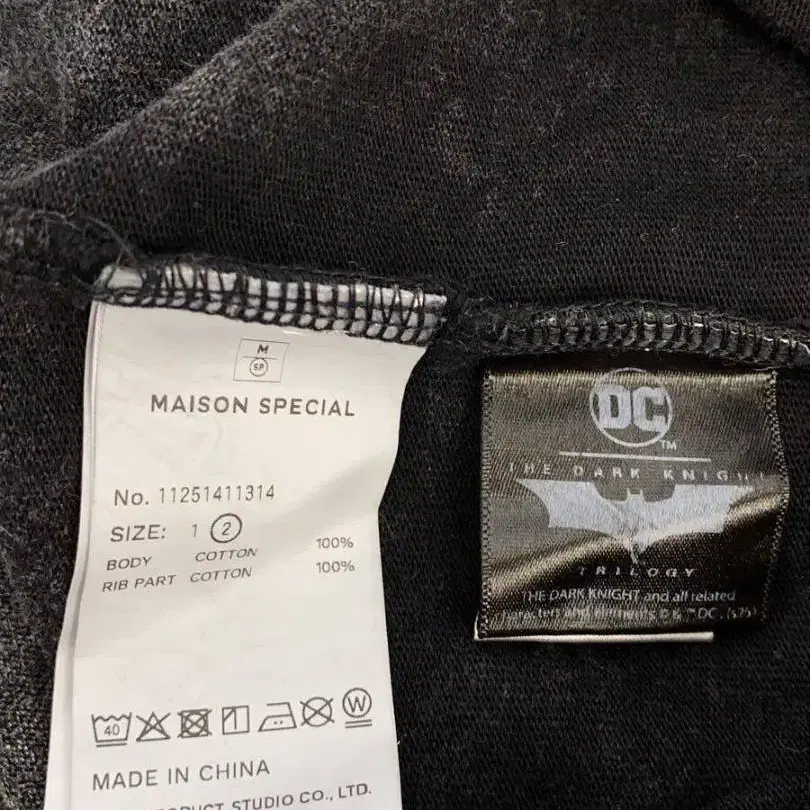 M
SP
MAISON SPECIAL
No. 11251411314
SIZE: 1 2
BODY COTTON 100%
RIB PART COTTON 100%
40 W
MADE IN CHINA
STUDIO CO., LTD.
DC
TM
THE DARK KNIGHT
TRILOGY
THE DARK KNIGHT and all related
and elements © & ™ DC. (s25)